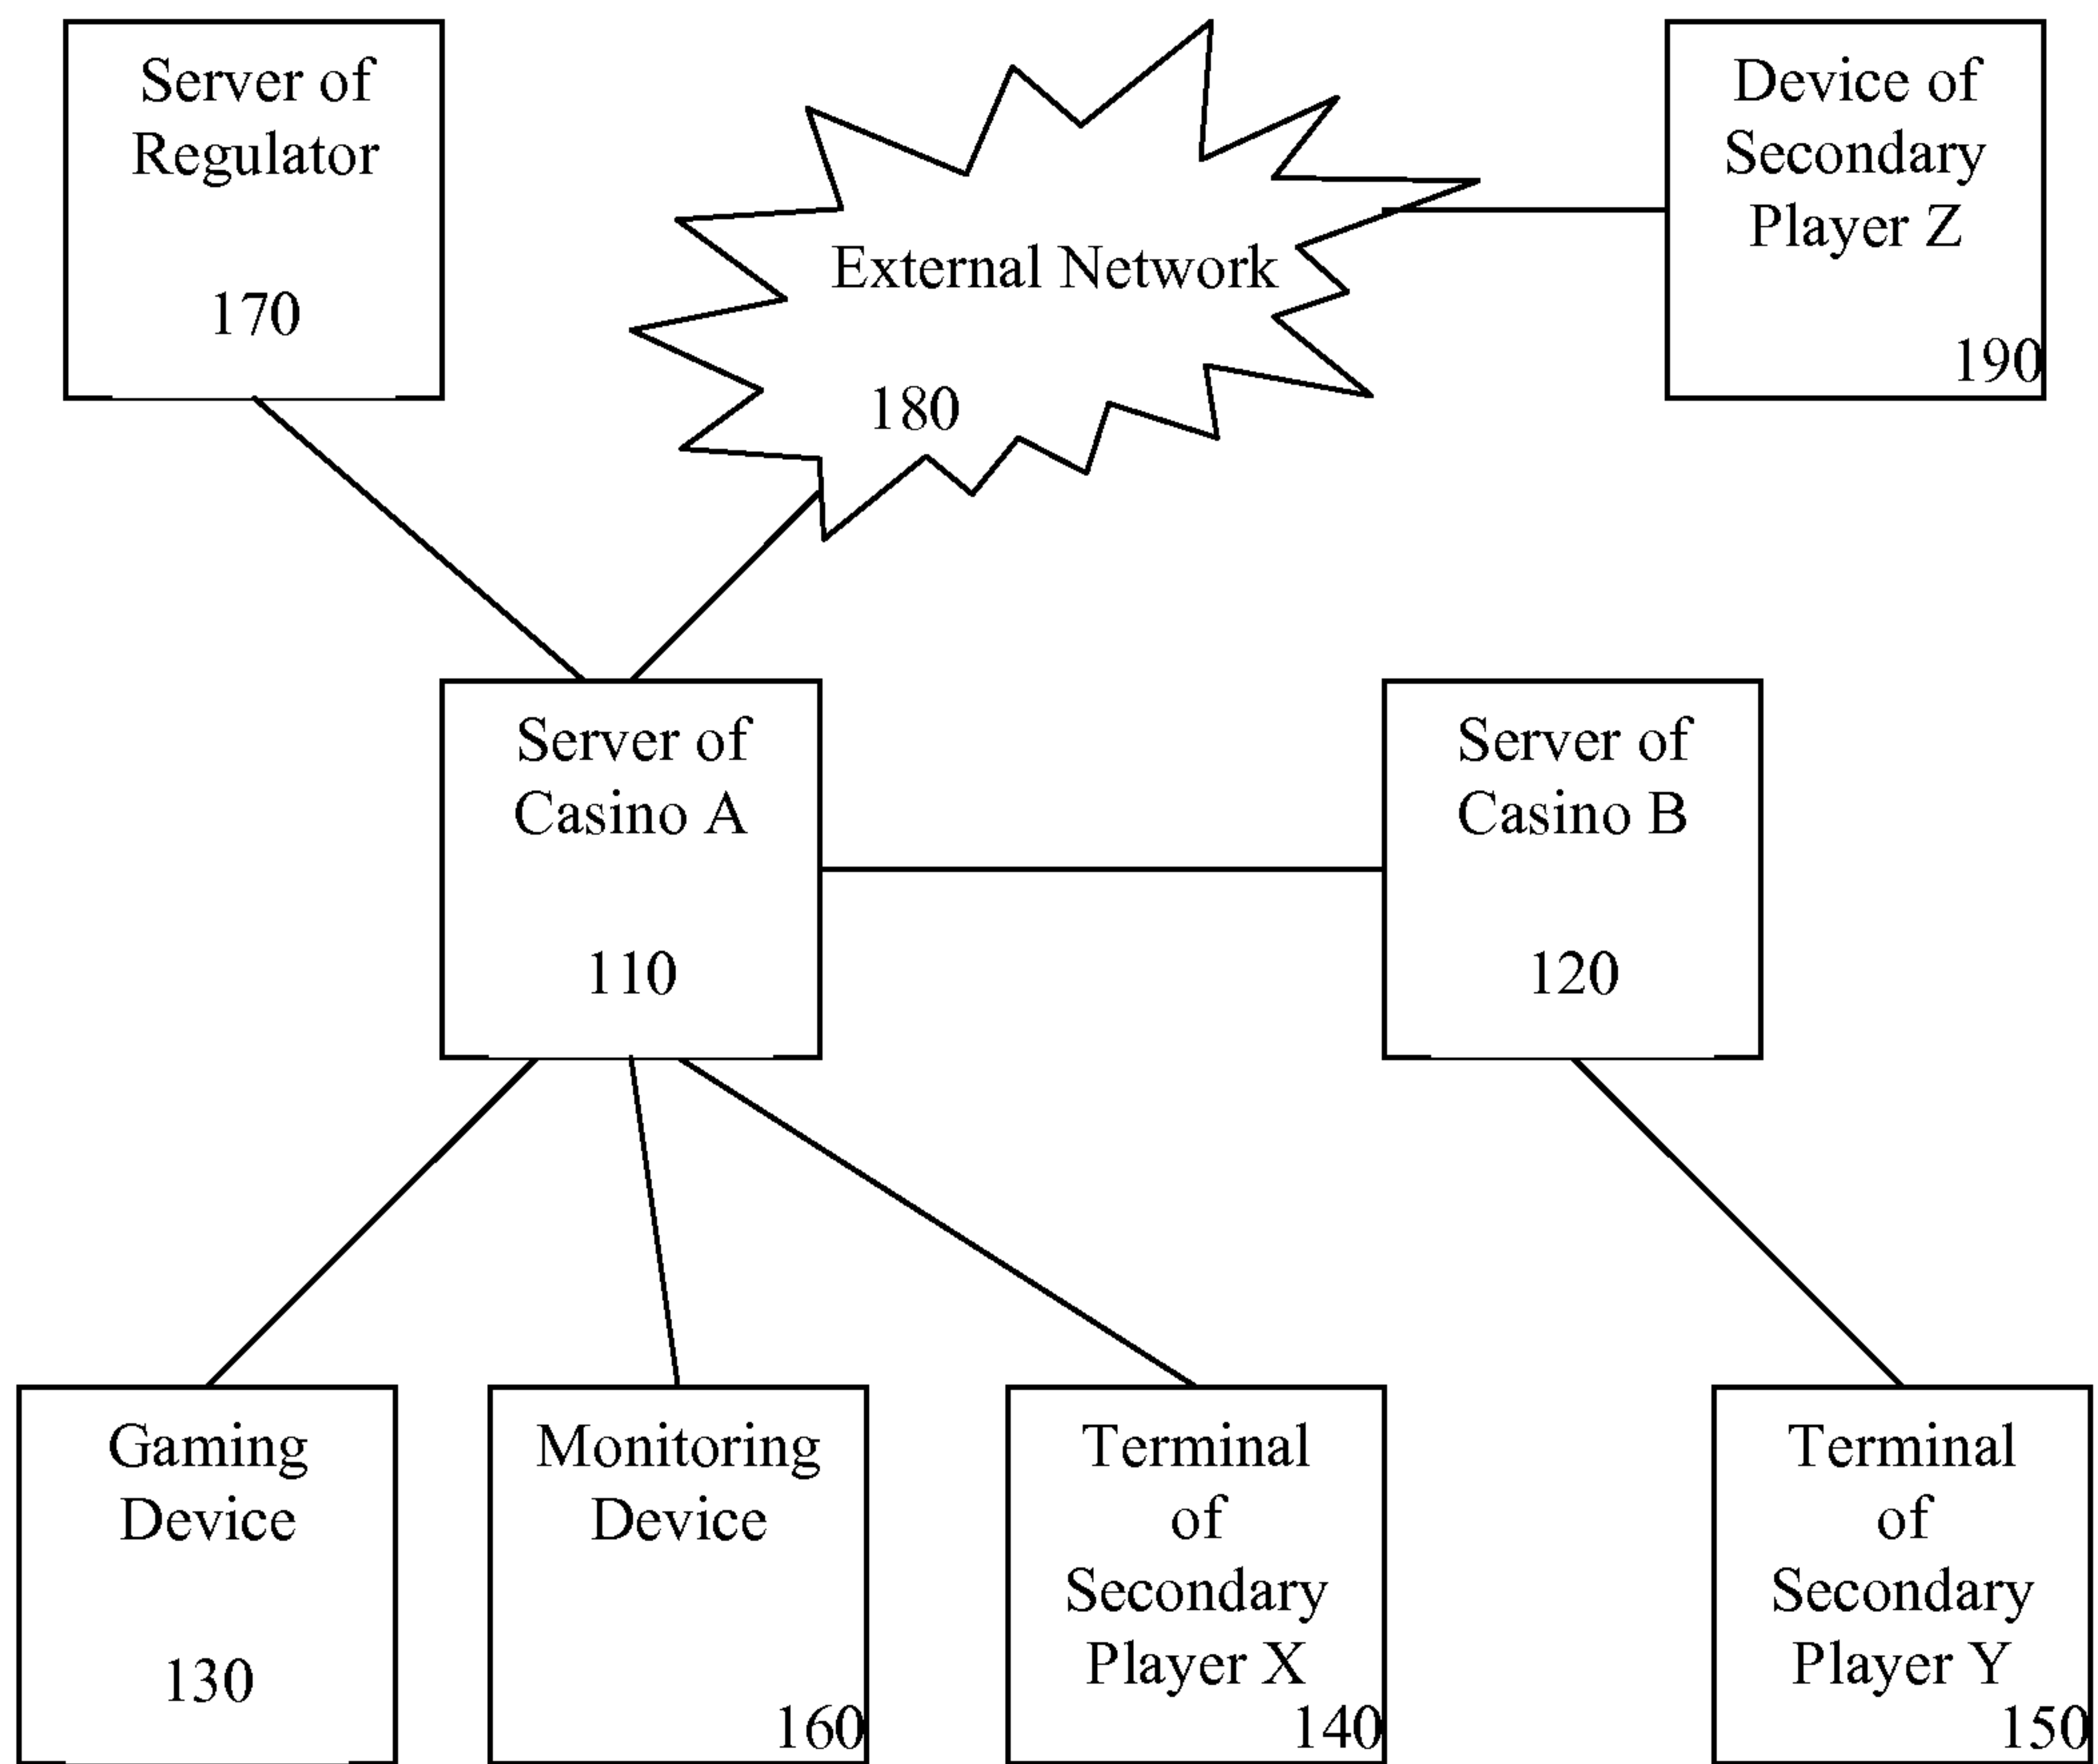 Server of
Regulator
170
External Network
180
Device of
Secondary
Player Z
190
Server of
Casino A
110
Server of
Casino B
120
Gaming
Device
130
Monitoring
Device
160
Terminal
of
Secondary
Player X
140
Terminal
of
Secondary
Player Y
150